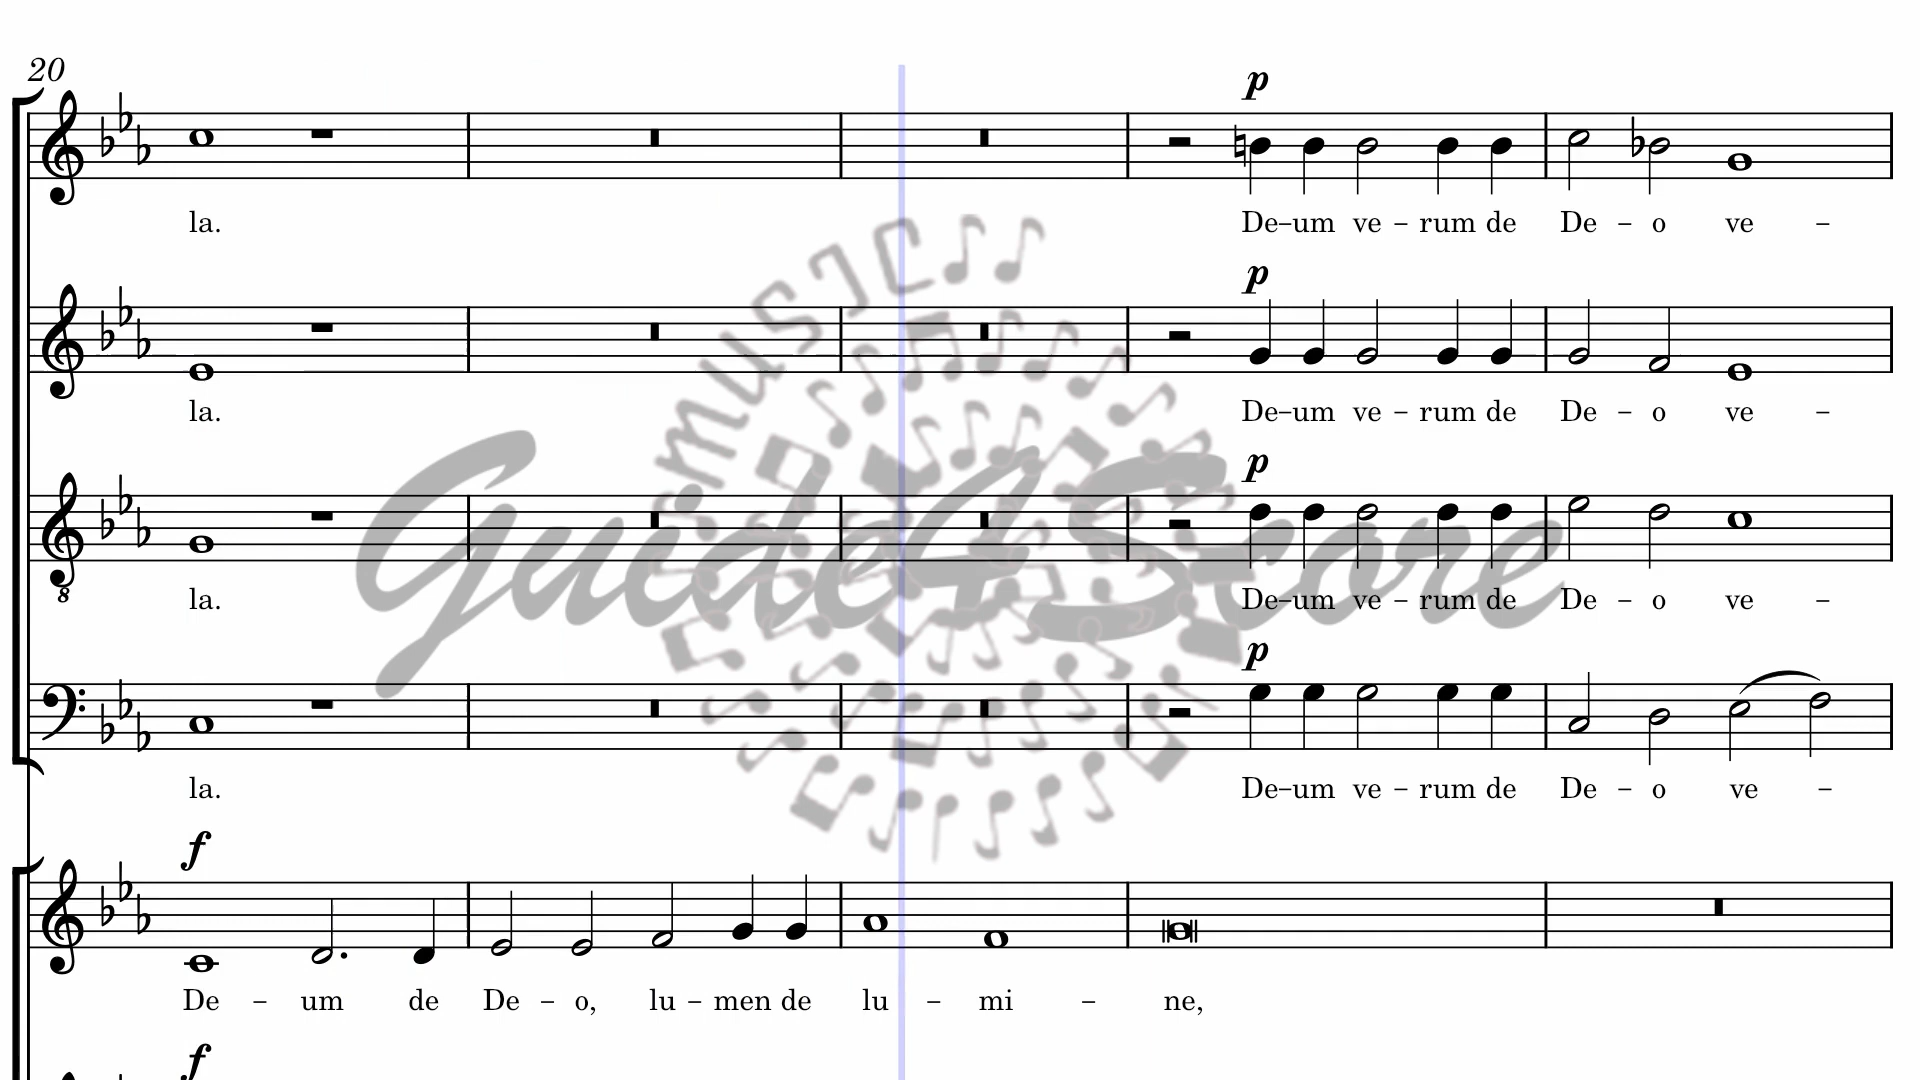 20
p
la. De–um ve – rum de De – o ve –
p
la. De–um ve – rum de De – o ve –
p
8
la. De–um ve – rum de De – o ve –
p
la. De–um ve – rum de De – o ve –
f
De – um de De – o, lu – men de lu – mi – ne,
f
MUSIC
Guide4Score